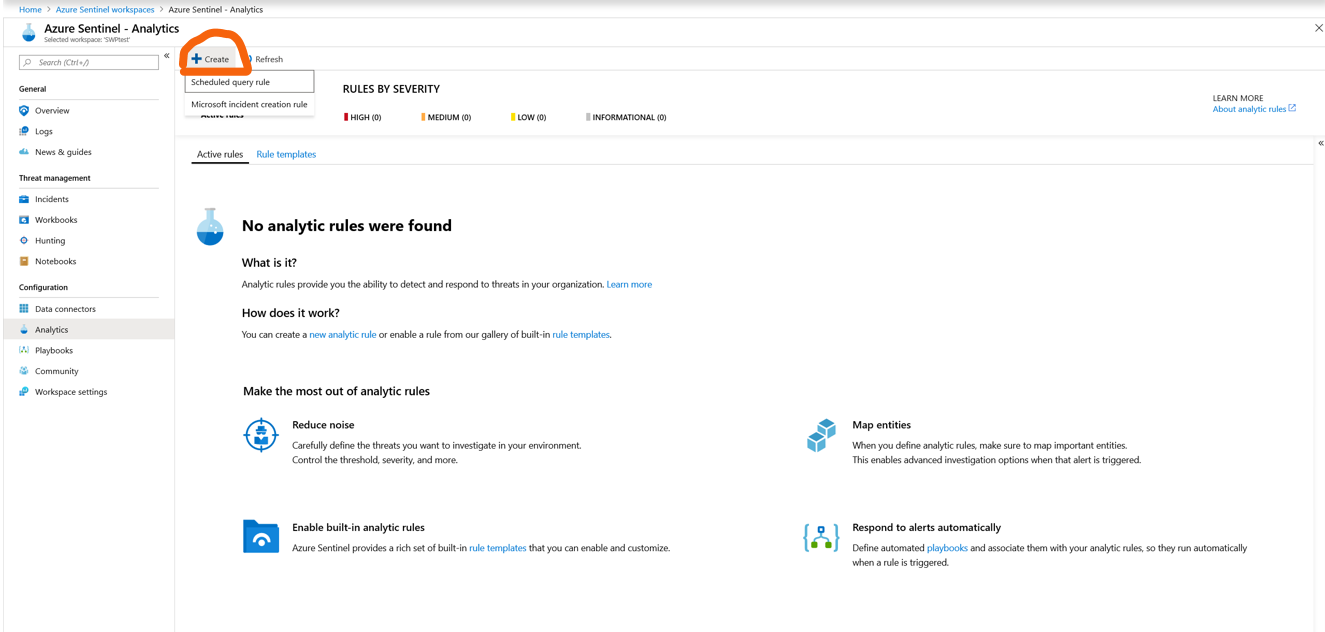 Home > Azure Sentinel workspaces > Azure Sentinel - Analytics
Azure Sentinel - Analytics
Selected workspace: 'SWPtest'
Search (Ctrl+/)
«
General
Overview
Logs
News & guides
Threat management
Incidents
Workbooks
Hunting
Notebooks
Configuration
Data connectors
Analytics
Playbooks
Community
Workspace settings
Create
Refresh
Scheduled query rule
Microsoft incident creation rule
Active rules
RULES BY SEVERITY
HIGH (0)
MEDIUM (0)
LOW (0)
INFORMATIONAL (0)
LEARN MORE
About analytic rules
«
Active rules
Rule templates
No analytic rules were found
What is it?
Analytic rules provide you the ability to detect and respond to threats in your organization. Learn more
How does it work?
You can create a new analytic rule or enable a rule from our gallery of built-in rule templates.
Make the most out of analytic rules
Reduce noise
Carefully define the threats you want to investigate in your environment.
Control the threshold, severity, and more.
Map entities
When you define analytic rules, make sure to map important entities.
This enables advanced investigation options when that alert is triggered.
Enable built-in analytic rules
Azure Sentinel provides a rich set of built-in rule templates that you can enable and customize.
Respond to alerts automatically
Define automated playbooks and associate them with your analytic rules, so they run automatically
when a rule is triggered.